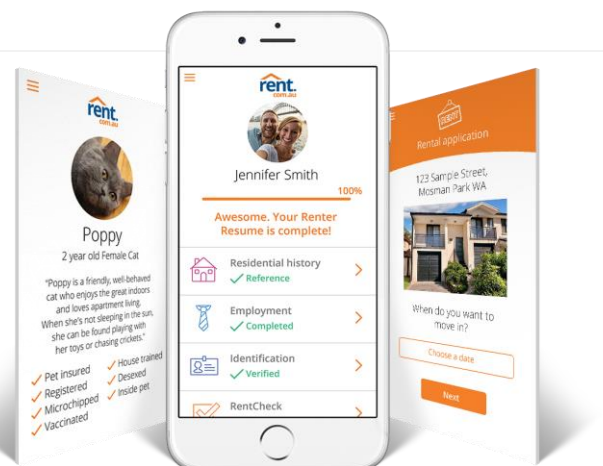 rent.
com.au
Poppy
2 year old Female Cat
"Poppy is a friendly, well-behaved
cat who enjoys the great indoors
and loves apartment living.
When she's not sleeping in the sun,
she can be found playing with
her toys or chasing crickets."
✓ Pet insured
✓ Registered
✓ Microchipped
✓ Vaccinated
✓ House trained
✓ Desexed
✓ Inside pet
rent.
com.au
Jennifer Smith
100%
Awesome. Your Renter
Resume is complete!
Residential history
✓ Reference
Employment
✓ Completed
Identification
✓ Verified
RentCheck
RENT
Rental application
123 Sample Street,
Mosman Park WA
When do you want to
move in?
Choose a date
Next